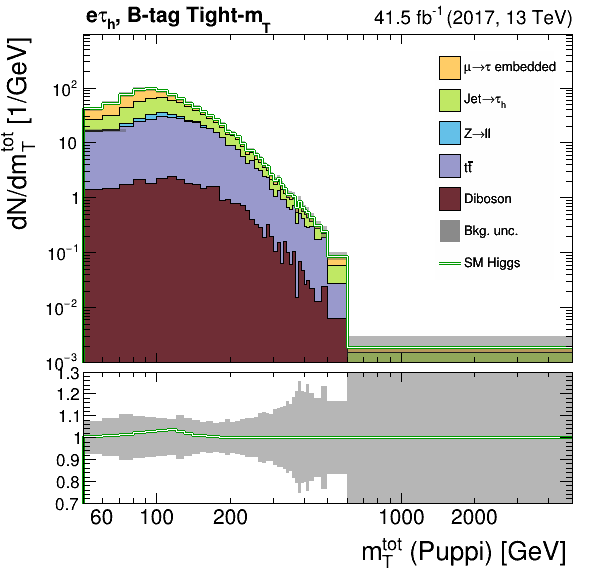 eτh, B-tag Tight-mT 41.5 fb⁻¹ (2017, 13 TeV)
dN/dmTtot [1/GeV]
10²
10
1
10⁻¹
10⁻²
10⁻³
μ→τ embedded
Jet→τh
Z→ll
tt̄
Diboson
Bkg. unc.
SM Higgs
1.3
1.2
1.1
1
0.9
0.8
0.7
60 100 200 1000 2000
mTtot (Puppi) [GeV]